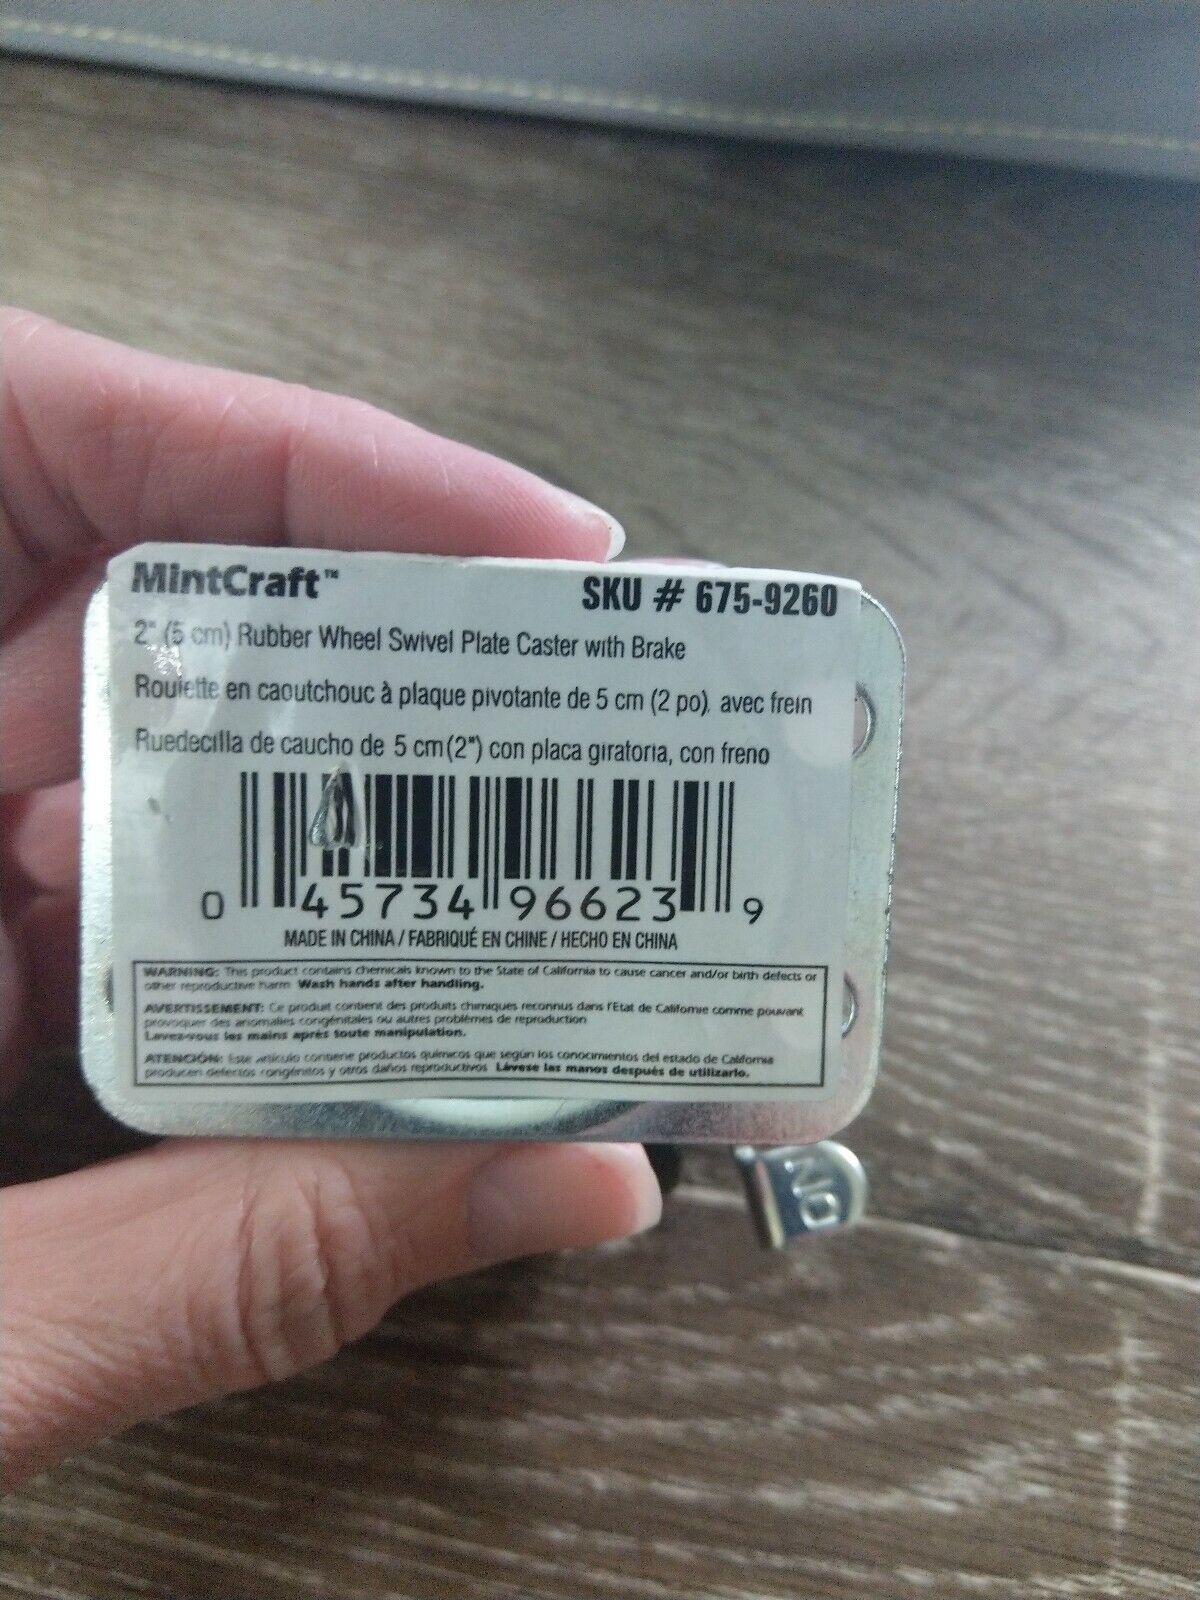 MintCraft™
SKU # 675-9260
2" (5 cm) Rubber Wheel Swivel Plate Caster with Brake
Roulette en caoutchouc à plaque pivotante de 5 cm (2 po), avec frein
Ruedecilla de caucho de 5 cm(2") con placa giratoria, con freno
0 45734 96623 9
MADE IN CHINA / FABRIQUÉ EN CHINE / HECHO EN CHINA
WARNING: This product contains chemicals known to the State of California to cause cancer and/or birth defects or
other reproductive harm Wash hands after handling.
AVERTISSEMENT: Ce produit contient des produits chimiques reconnus dans l'Etat de Californie comme pouvant
provoquer des anomalies congénitales ou autres problèmes de reproduction
Lavez-vous les mains après toute manipulation.
ATENCIÓN: Este artículo contiene productos químicos que según los conocimientos del estado de California
producen defectos congénitos y otros daños reproductivos Lávese las manos después de utilizarlo.
ON